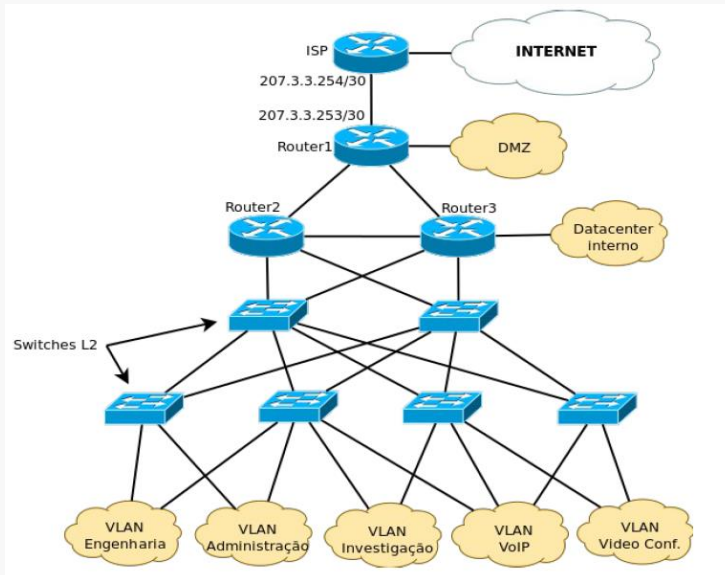 ISP
INTERNET
207.3.3.254/30
207.3.3.253/30
Router1
DMZ
Router2
Router3
Datacenter
interno
Switches L2
VLAN
Engenharia
VLAN
Administração
VLAN
Investigação
VLAN
VoIP
VLAN
Video Conf.